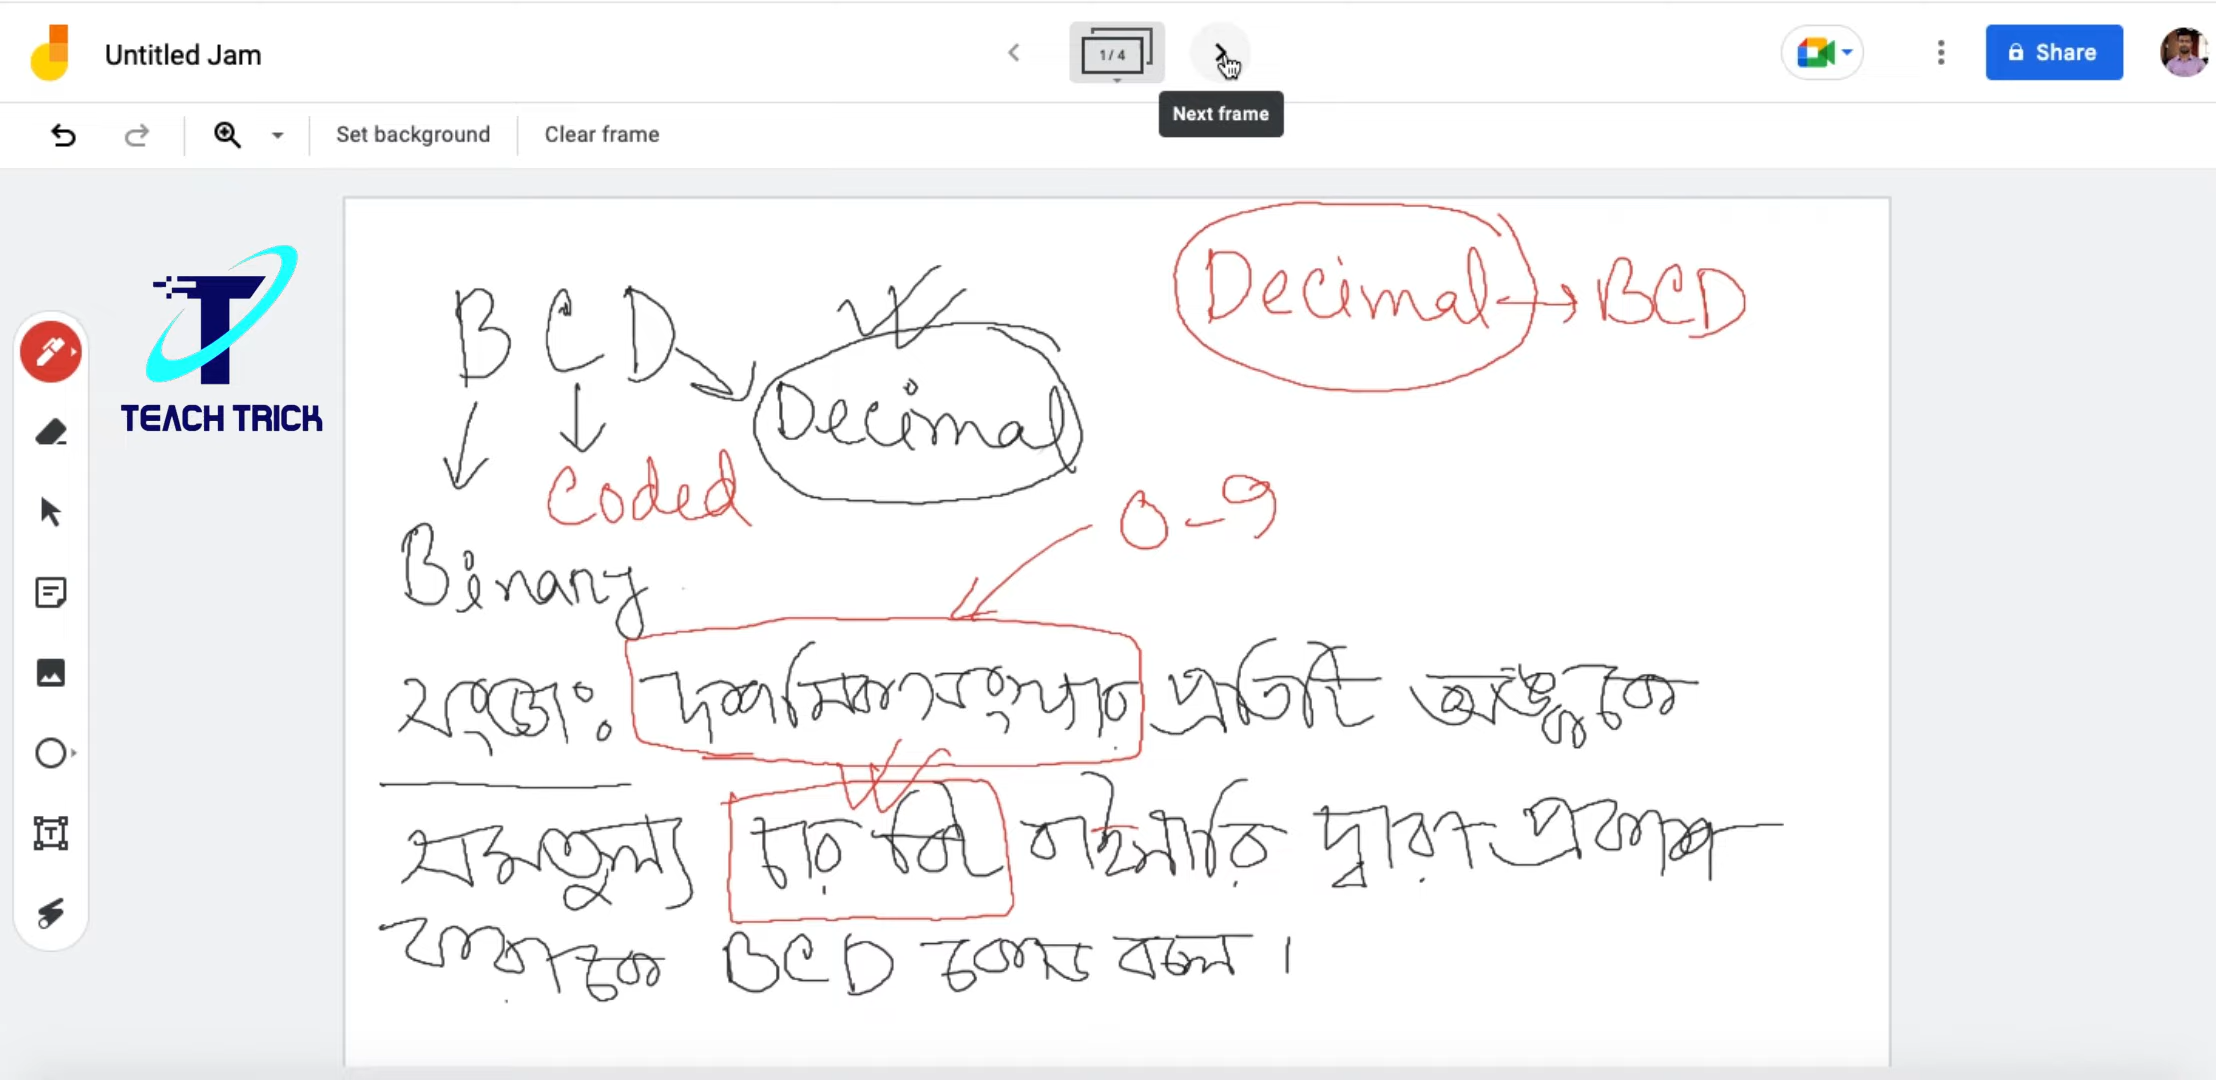 Untitled Jam
1 / 4
Share
Next frame
Set background
Clear frame
TEACH TRICK
B C D
Decimal → BCD
Decimal
Coded
0-9
Binary
সংজ্ঞাঃ দশমিক সংখ্যার প্রতিটি অঙ্ককে
সমতুল্য চার বিট বাইনারি দ্বারা প্রকাশ
করাকে BCD কোড বলে।